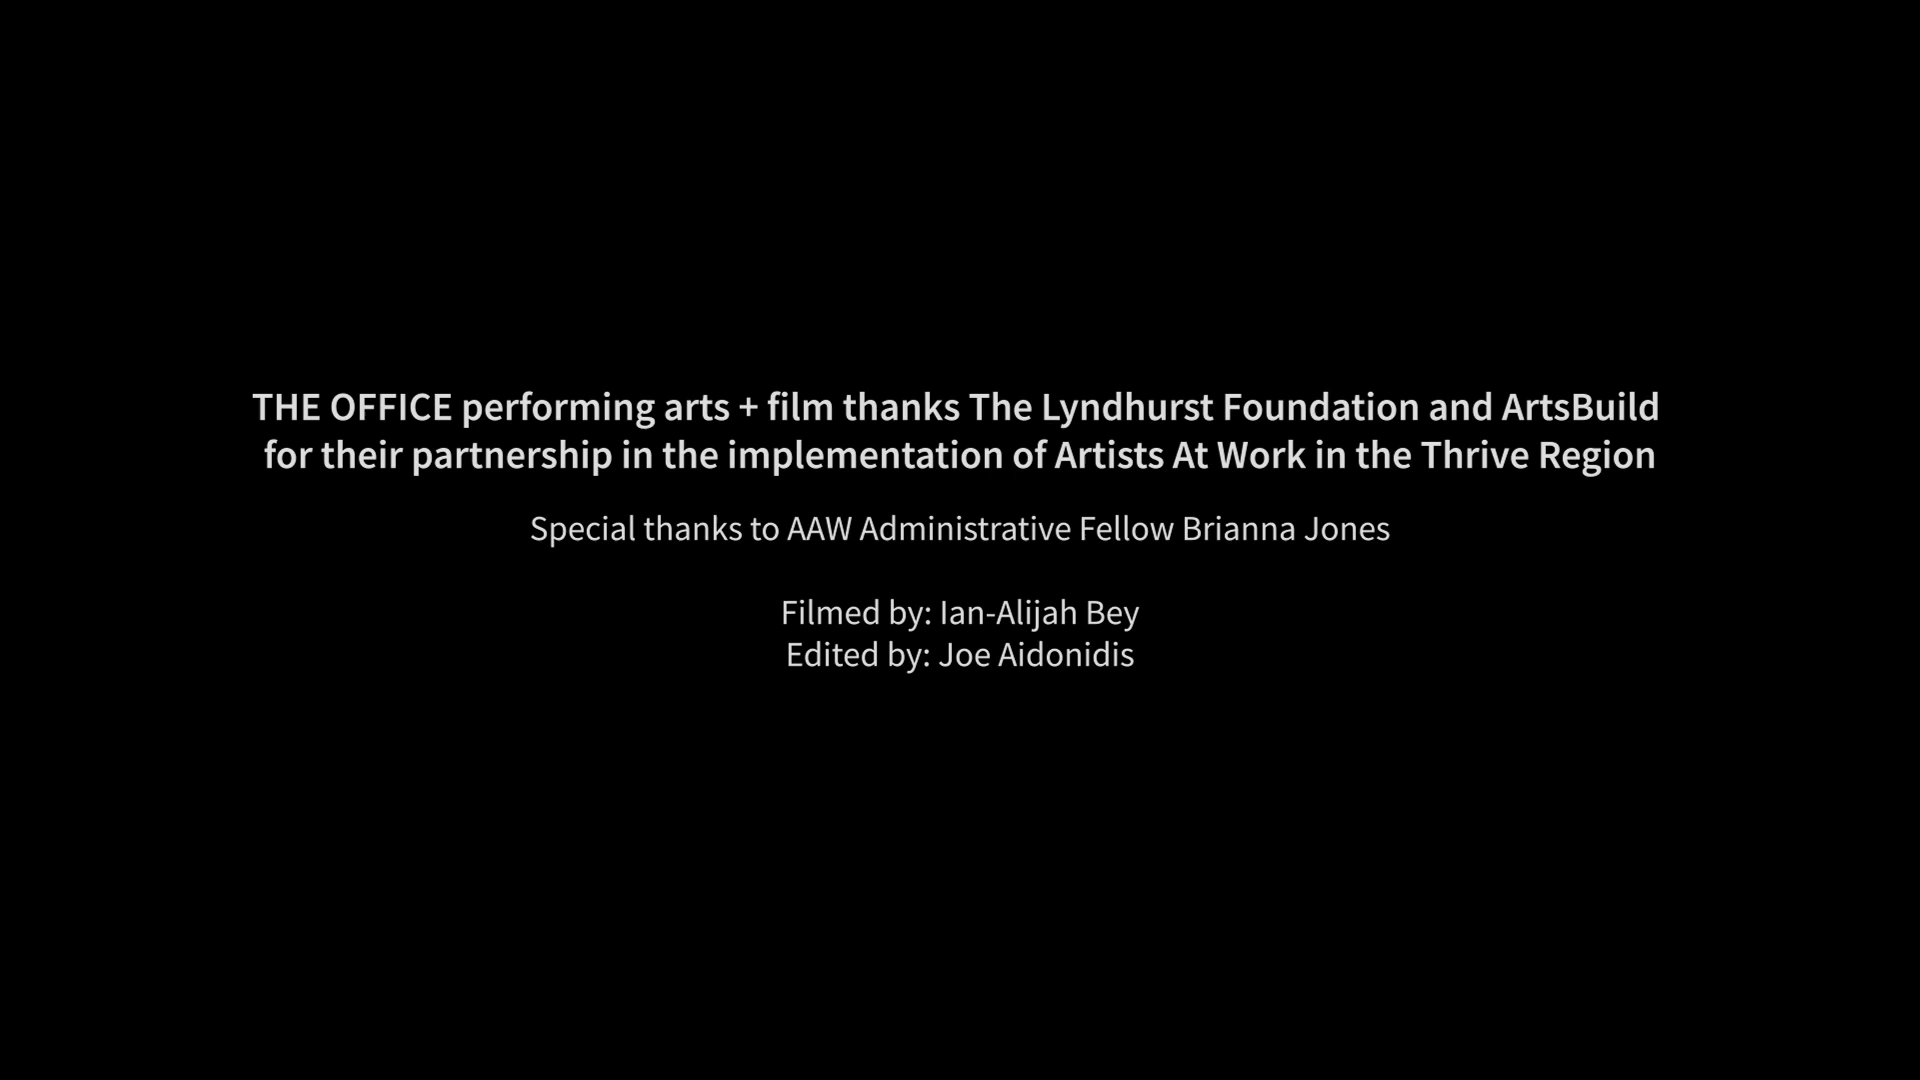 THE OFFICE performing arts + film thanks The Lyndhurst Foundation and ArtsBuild
for their partnership in the implementation of Artists At Work in the Thrive Region
Special thanks to AAW Administrative Fellow Brianna Jones
Filmed by: Ian-Alijah Bey
Edited by: Joe Aidonidis